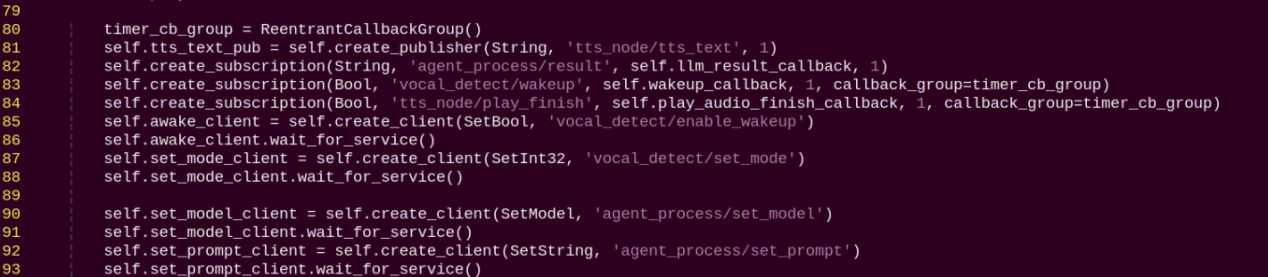 79
80 timer_cb_group = ReentrantCallbackGroup()
81 self.tts_text_pub = self.create_publisher(String, 'tts_node/tts_text', 1)
82 self.create_subscription(String, 'agent_process/result', self.llm_result_callback, 1)
83 self.create_subscription(Bool, 'vocal_detect/wakeup', self.wakeup_callback, 1, callback_group=timer_cb_group)
84 self.create_subscription(Bool, 'tts_node/play_finish', self.play_audio_finish_callback, 1, callback_group=timer_cb_group)
85 self.awake_client = self.create_client(SetBool, 'vocal_detect/enable_wakeup')
86 self.awake_client.wait_for_service()
87 self.set_mode_client = self.create_client(SetInt32, 'vocal_detect/set_mode')
88 self.set_mode_client.wait_for_service()
89
90 self.set_model_client = self.create_client(SetModel, 'agent_process/set_model')
91 self.set_model_client.wait_for_service()
92 self.set_prompt_client = self.create_client(SetString, 'agent_process/set_prompt')
93 self.set_prompt_client.wait_for_service()